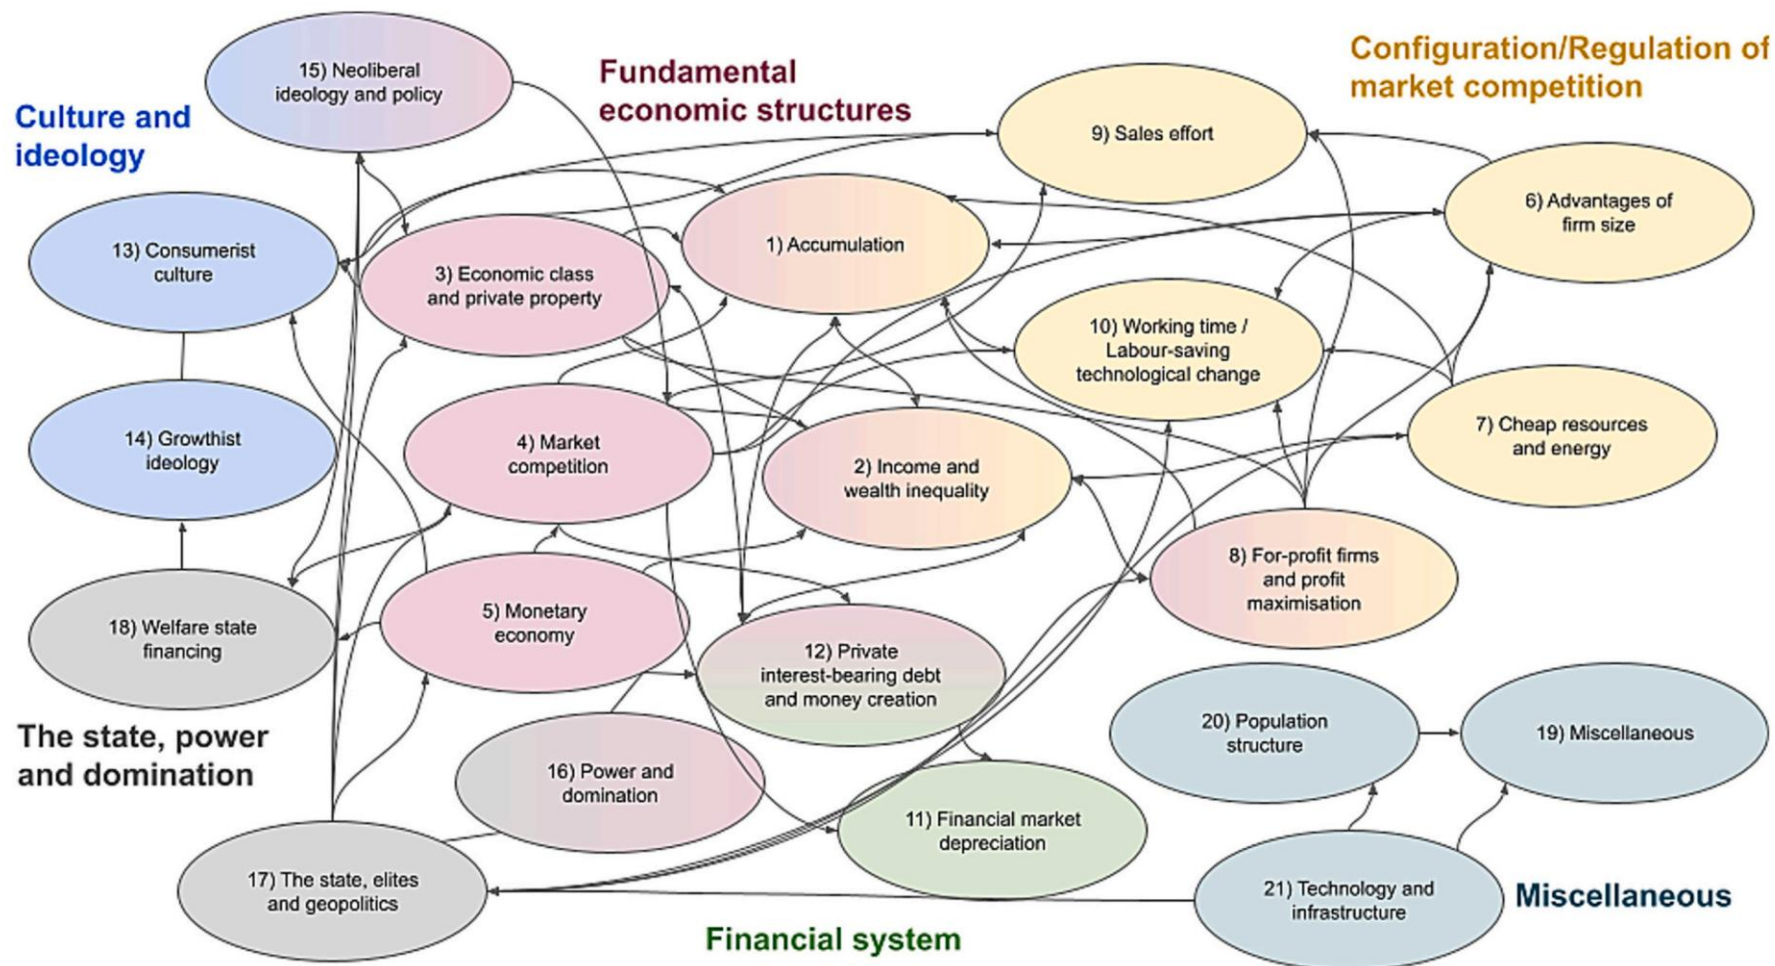 15) Neoliberal
ideology and policy
Fundamental
economic structures
Configuration/Regulation of
market competition
Culture and
ideology
9) Sales effort
6) Advantages of
firm size
13) Consumerist
culture
3) Economic class
and private property
1) Accumulation
10) Working time /
Labour-saving
technological change
14) Growthist
ideology
4) Market
competition
2) Income and
wealth inequality
7) Cheap resources
and energy
8) For-profit firms
and profit
maximisation
18) Welfare state
financing
5) Monetary
economy
12) Private
interest-bearing debt
and money creation
The state, power
and domination
16) Power and
domination
20) Population
structure
19) Miscellaneous
11) Financial market
depreciation
17) The state, elites
and geopolitics
21) Technology and
infrastructure
Miscellaneous
Financial system